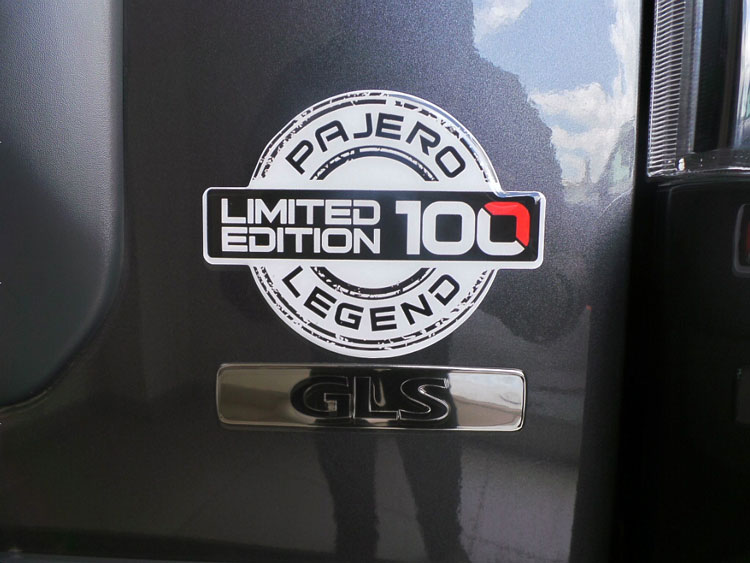 PAJERO
LIMITED
EDITION 100
LEGEND
GLS